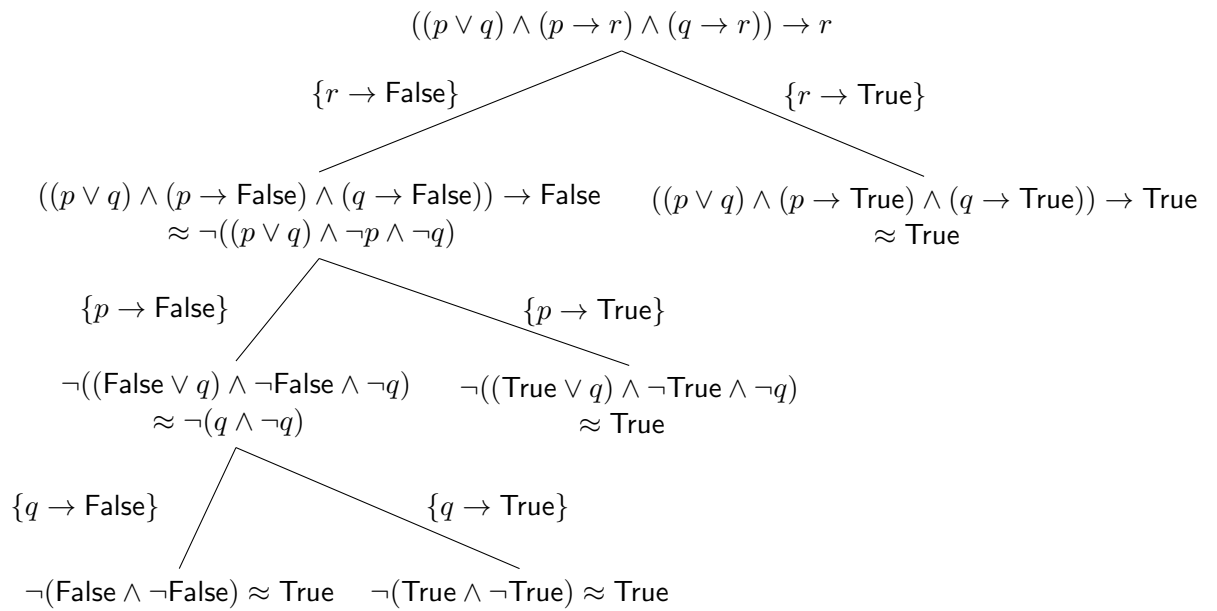 ((p ∨ q) ∧ (p → r) ∧ (q → r)) → r
{r → False}
{r → True}
((p ∨ q) ∧ (p → False) ∧ (q → False)) → False
≈ ¬((p ∨ q) ∧ ¬p ∧ ¬q)
((p ∨ q) ∧ (p → True) ∧ (q → True)) → True
≈ True
{p → False}
{p → True}
¬((False ∨ q) ∧ ¬False ∧ ¬q)
≈ ¬(q ∧ ¬q)
¬((True ∨ q) ∧ ¬True ∧ ¬q)
≈ True
{q → False}
{q → True}
¬(False ∧ ¬False) ≈ True
¬(True ∧ ¬True) ≈ True